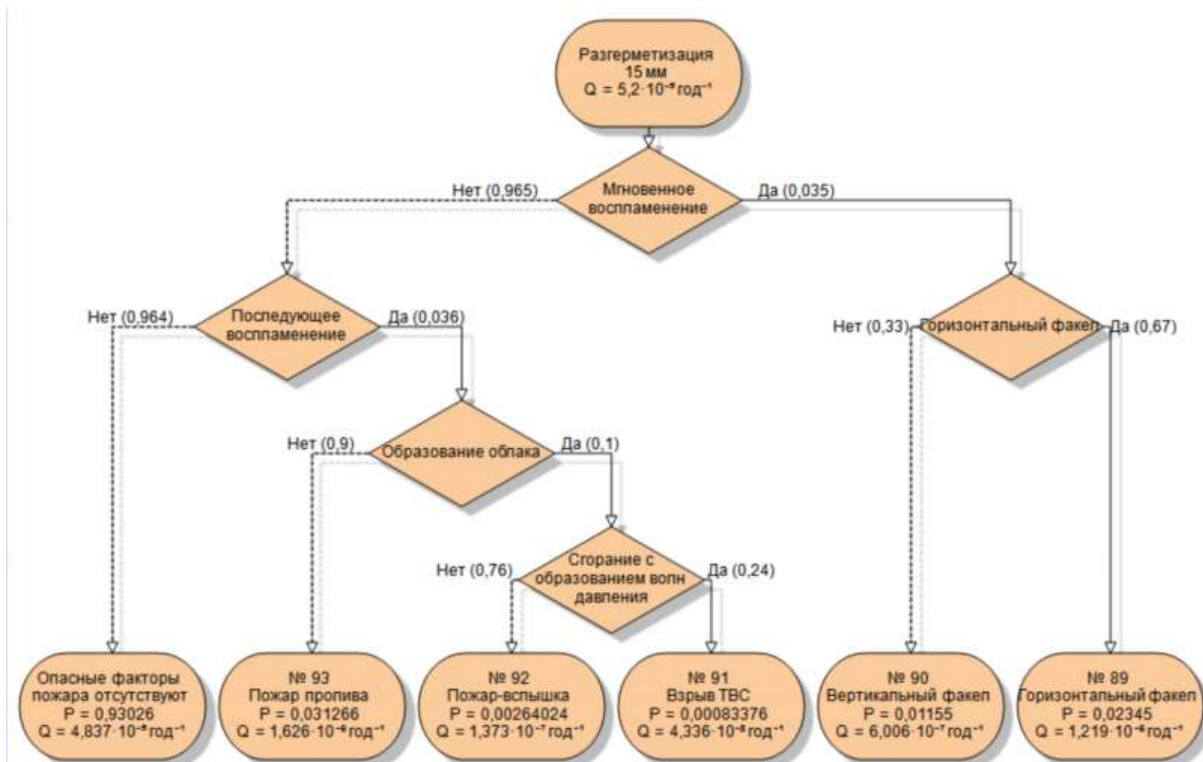 Разгерметизация
15 мм
Q = 5,2·10⁻⁵ год⁻¹
Мгновенное
воспламенение
Нет (0,965)
Да (0,035)
Последующее
воспламенение
Нет (0,964)
Да (0,036)
Горизонтальный факел
Нет (0,33)
Да (0,67)
Образование облака
Нет (0,9)
Да (0,1)
Сгорание с
образованием волн
давления
Нет (0,76)
Да (0,24)
Опасные факторы
пожара отсутствуют
P = 0,93026
Q = 4,837·10⁻⁵ год⁻¹
№ 93
Пожар пролива
P = 0,031266
Q = 1,626·10⁻⁶ год⁻¹
№ 92
Пожар-вспышка
P = 0,00264024
Q = 1,373·10⁻⁷ год⁻¹
№ 91
Взрыв ТВС
P = 0,00083376
Q = 4,336·10⁻⁸ год⁻¹
№ 90
Вертикальный факел
P = 0,01155
Q = 6,006·10⁻⁷ год⁻¹
№ 89
Горизонтальный факел
P = 0,02345
Q = 1,219·10⁻⁶ год⁻¹